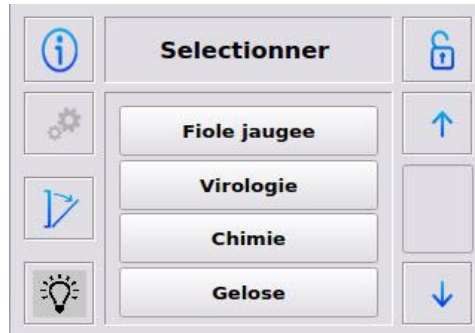 Selectionner
Fiole jaugee
Virologie
Chimie
Gelose